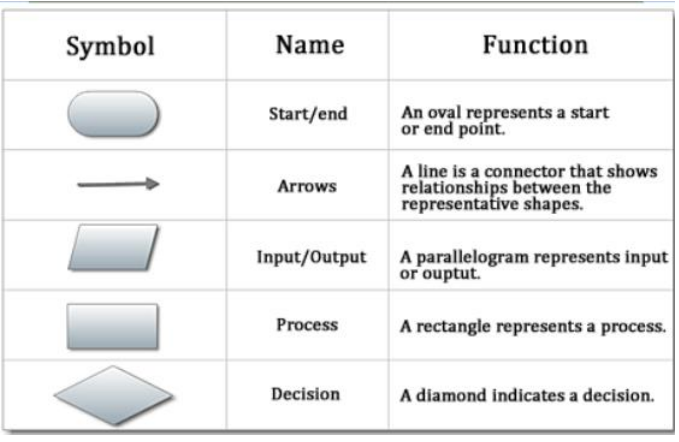 Symbol Name Function
Start/end
An oval represents a start
or end point.
Arrows
A line is a connector that shows
relationships between the
representative shapes.
Input/Output
A parallelogram represents input
or ouptut.
Process
A rectangle represents a process.
Decision
A diamond indicates a decision.